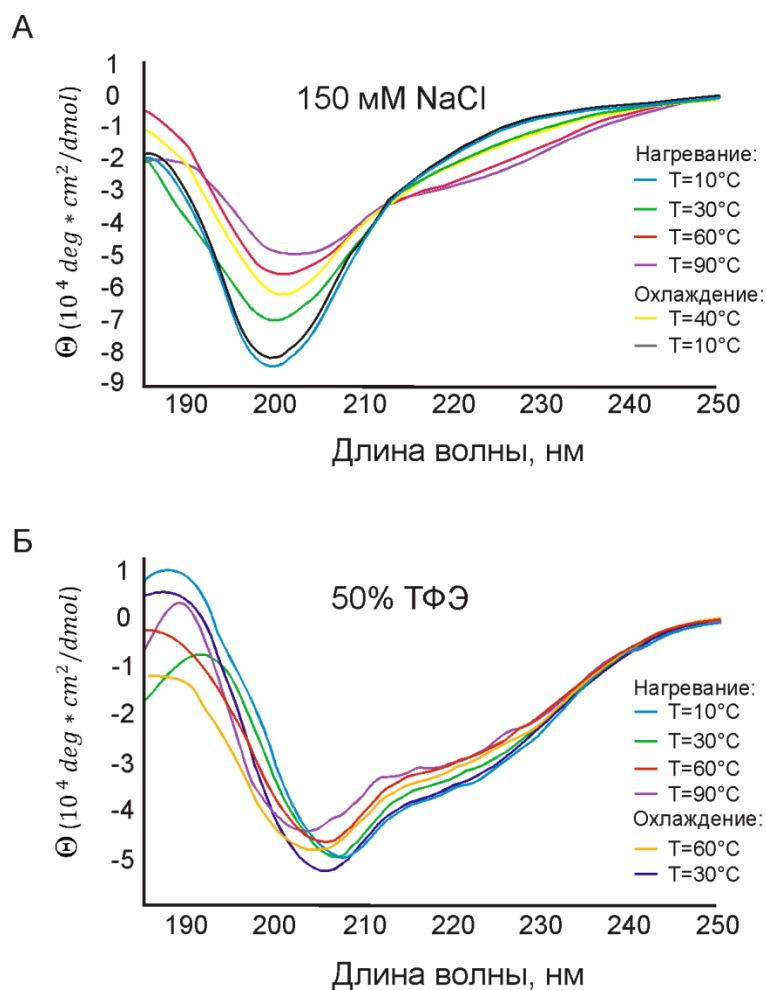 А
150 мМ NaCl
Θ (10⁴ deg * cm²/dmol)
1
0
-1
-2
-3
-4
-5
-6
-7
-8
-9
190 200 210 220 230 240 250
Длина волны, нм
Нагревание:
T=10°C
T=30°C
T=60°C
T=90°C
Охлаждение:
T=40°C
T=10°C
Б
50% ТФЭ
Θ (10⁴ deg * cm²/dmol)
1
0
-1
-2
-3
-4
-5
190 200 210 220 230 240 250
Длина волны, нм
Нагревание:
T=10°C
T=30°C
T=60°C
T=90°C
Охлаждение:
T=60°C
T=30°C